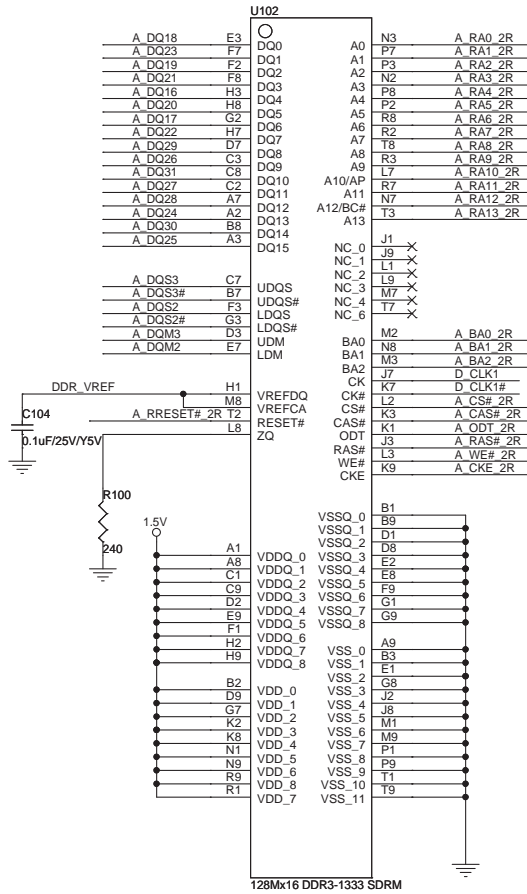 U102
A_DQ18 E3 DQ0 A0 N3 A_RA0_2R
A_DQ23 F7 DQ1 A1 P7 A_RA1_2R
A_DQ19 F2 DQ2 A2 P3 A_RA2_2R
A_DQ21 F8 DQ3 A3 N2 A_RA3_2R
A_DQ16 H3 DQ4 A4 P8 A_RA4_2R
A_DQ20 H8 DQ5 A5 P2 A_RA5_2R
A_DQ17 G2 DQ6 A6 R8 A_RA6_2R
A_DQ22 H7 DQ7 A7 R2 A_RA7_2R
A_DQ29 D7 DQ8 A8 T8 A_RA8_2R
A_DQ26 C3 DQ9 A9 R3 A_RA9_2R
A_DQ31 C8 DQ10 A10/AP L7 A_RA10_2R
A_DQ27 C2 DQ11 A11 R7 A_RA11_2R
A_DQ28 A7 DQ12 A12/BC# N7 A_RA12_2R
A_DQ24 A2 DQ13 A13 T3 A_RA13_2R
A_DQ30 B8 DQ14
A_DQ25 A3 DQ15 NC_0 J1
NC_1 J9
NC_2 L1
A_DQS3 C7 UDQS NC_3 L9
A_DQS3# B7 UDQS# NC_4 M7
A_DQS2 F3 LDQS NC_6 T7
A_DQS2# G3 LDQS#
A_DQM3 D3 UDM BA0 M2 A_BA0_2R
A_DQM2 E7 LDM BA1 N8 A_BA1_2R
BA2 M3 A_BA2_2R
CK J7 D_CLK1
DDR_VREF H1 VREFDQ CK# K7 D_CLK1#
M8 VREFCA CS# L2 A_CS#_2R
C104
A_RRESET#_2R T2 RESET# CAS# K3 A_CAS#_2R
0.1uF/25V/Y5V
L8 ZQ ODT K1 A_ODT_2R
RAS# J3 A_RAS#_2R
WE# L3 A_WE#_2R
CKE K9 A_CKE_2R
R100
240
1.5V
VSSQ_0 B1
VSSQ_1 B9
VSSQ_2 D1
A1 VDDQ_0 VSSQ_3 D8
A8 VDDQ_1 VSSQ_4 E2
C1 VDDQ_2 VSSQ_5 E8
C9 VDDQ_3 VSSQ_6 F9
D2 VDDQ_4 VSSQ_7 G1
E9 VDDQ_5 VSSQ_8 G9
F1 VDDQ_6
H2 VDDQ_7 VSS_0 A9
H9 VDDQ_8 VSS_1 B3
VSS_2 E1
B2 VDD_0 VSS_3 G8
D9 VDD_1 VSS_4 J2
G7 VDD_2 VSS_5 J8
K2 VDD_3 VSS_6 M1
K8 VDD_4 VSS_7 M9
N1 VDD_5 VSS_8 P1
N9 VDD_6 VSS_9 P9
R9 VDD_8 VSS_10 T1
R1 VDD_7 VSS_11 T9
128Mx16 DDR3-1333 SDRM